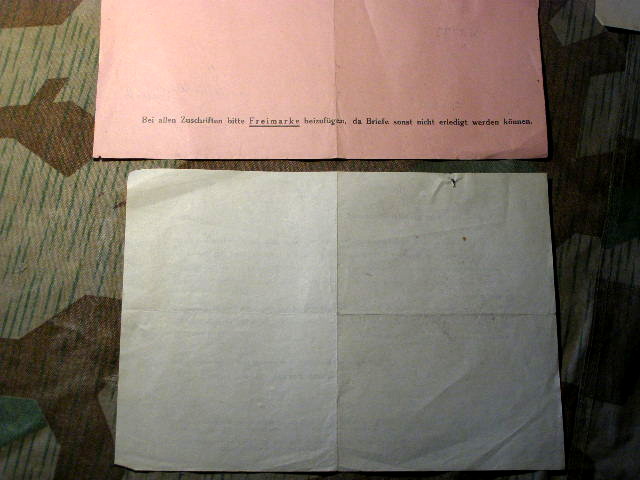 Bei allen Zuschriften bitte Freimarke beizufügen, da Briefe sonst nicht erledigt werden können.